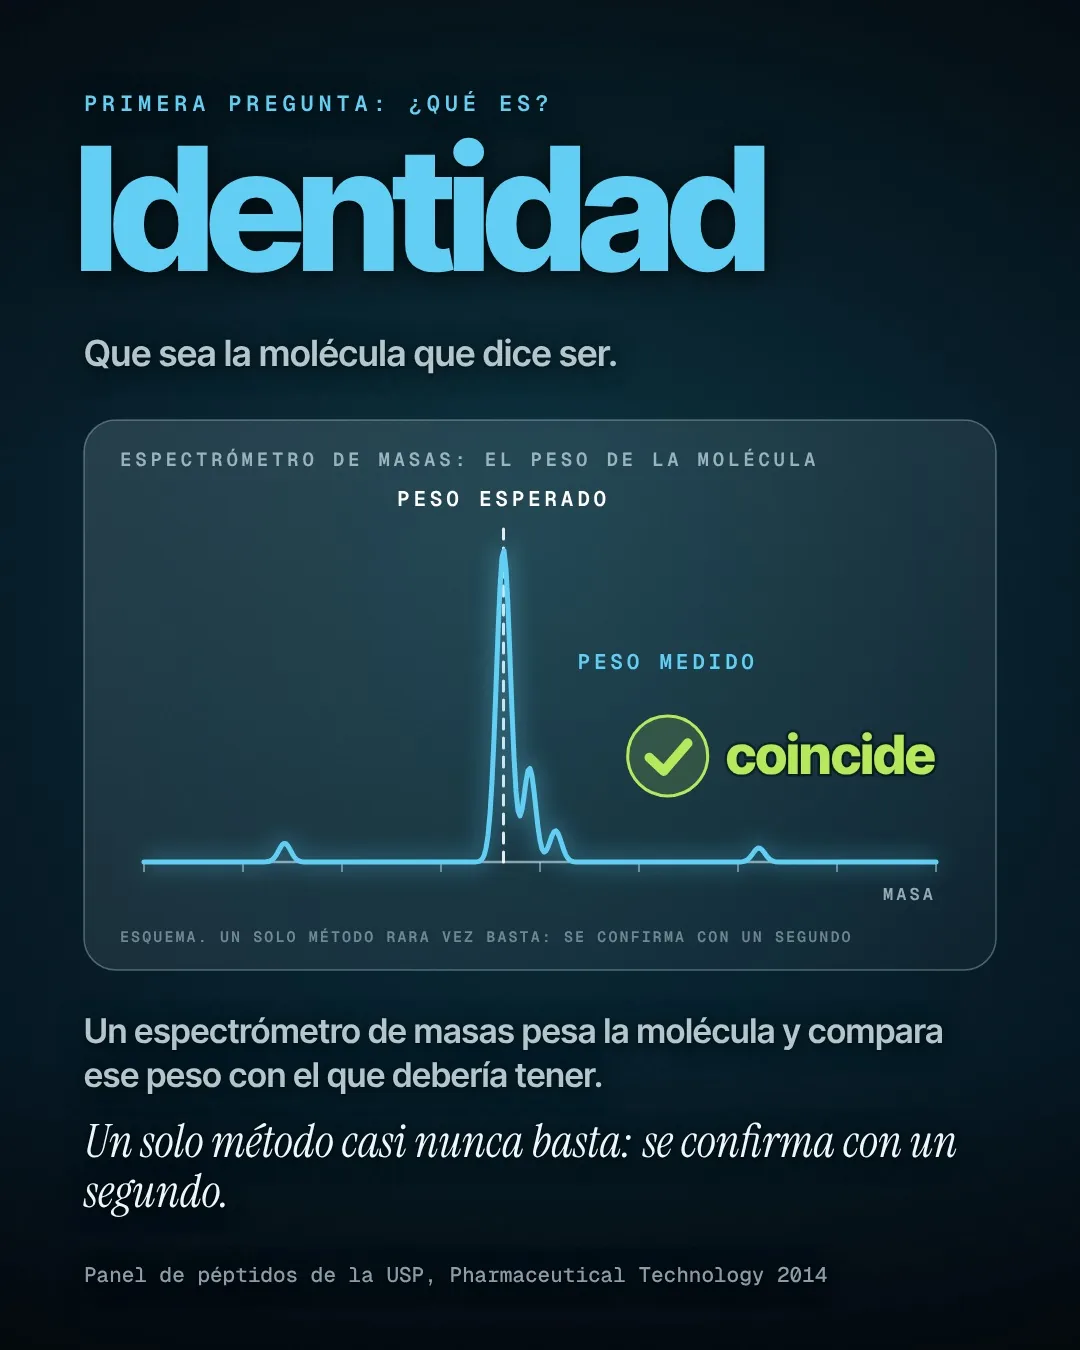 PRIMERA PREGUNTA: ¿QUÉ ES?
Identidad
Que sea la molécula que dice ser.
ESPECTRÓMETRO DE MASAS: EL PESO DE LA MOLÉCULA
PESO ESPERADO
PESO MEDIDO
coincide
MASA
ESQUEMA. UN SOLO MÉTODO RARA VEZ BASTA: SE CONFIRMA CON UN SEGUNDO
Un espectrómetro de masas pesa la molécula y compara
ese peso con el que debería tener.
Un solo método casi nunca basta: se confirma con un
segundo.
Panel de péptidos de la USP, Pharmaceutical Technology 2014